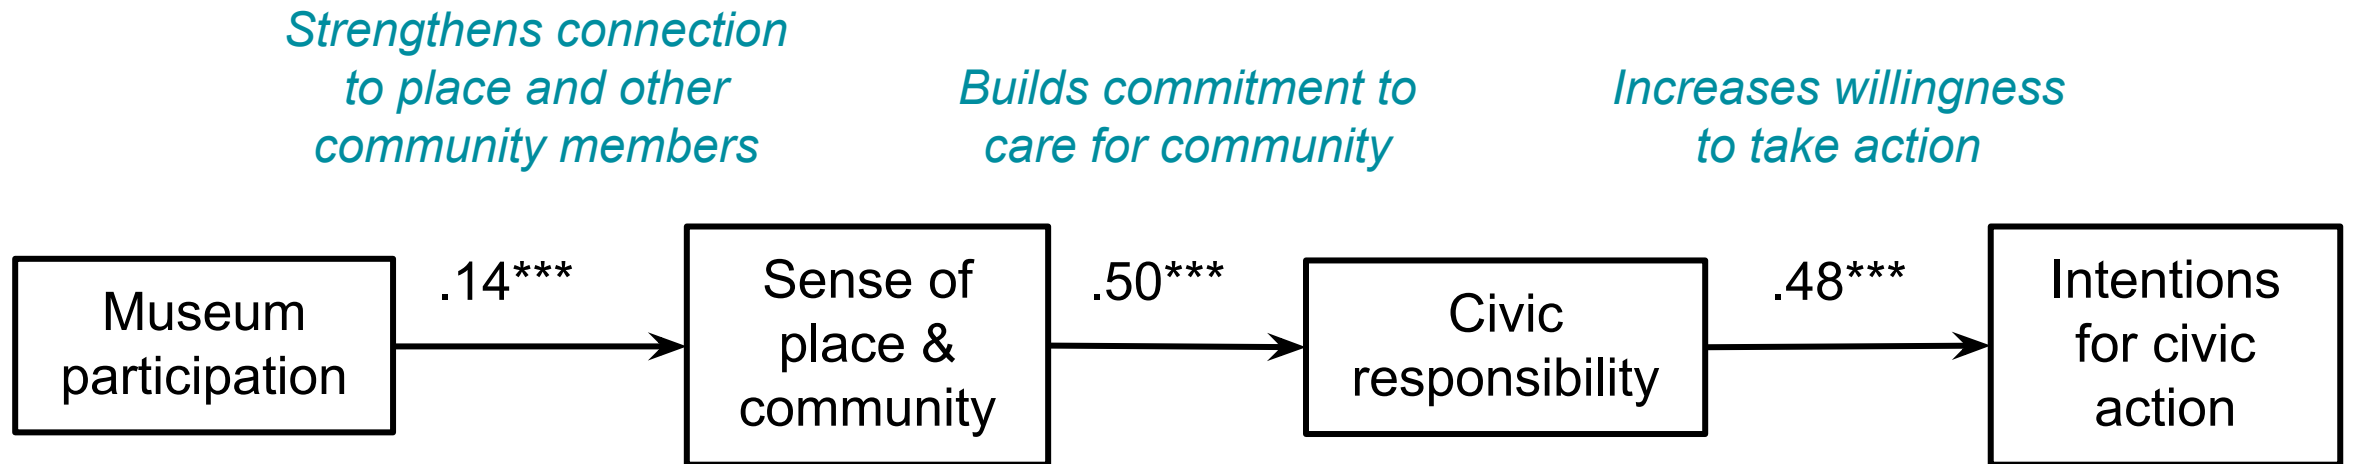 Strengthens connection
to place and other
community members
Builds commitment to
care for community
Increases willingness
to take action
Museum
participation
.14***
Sense of
place &
community
.50***
Civic
responsibility
.48***
Intentions
for civic
action